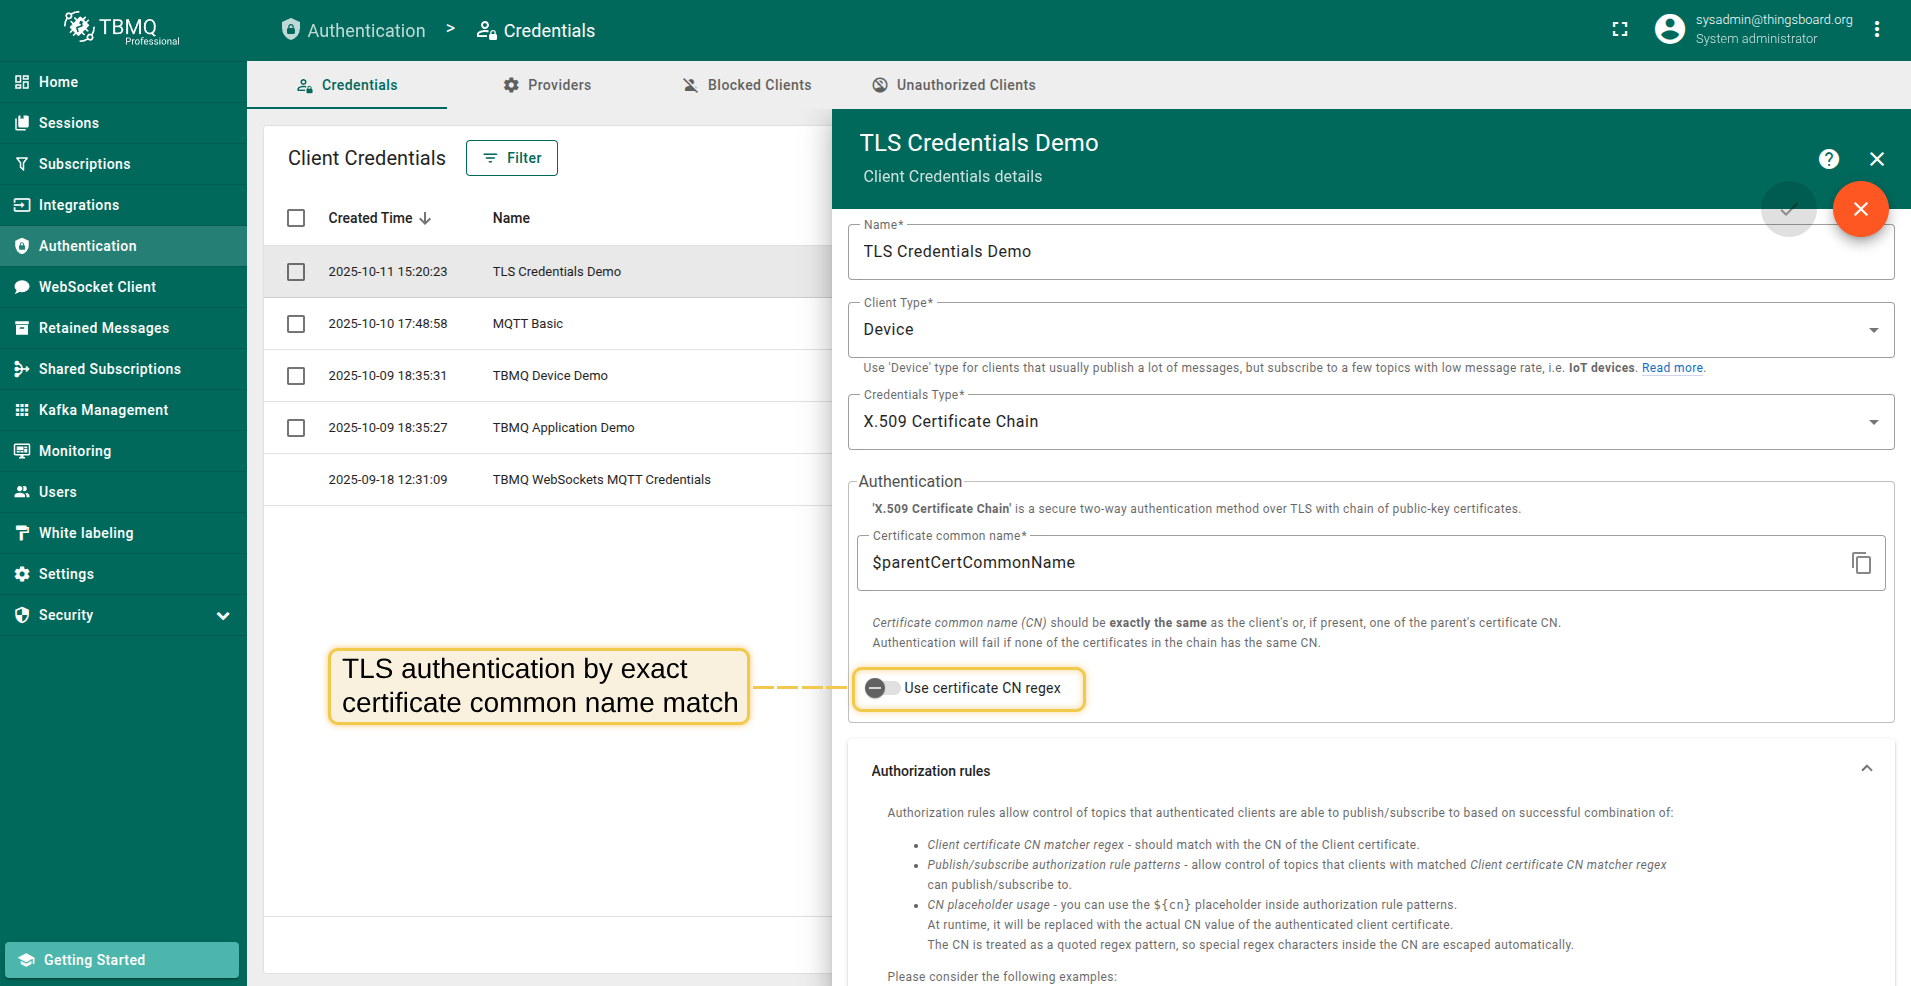 TBMQ
Professional
Authentication > Credentials
sysadmin@thingsboard.org
System administrator
Home
Sessions
Subscriptions
Integrations
Authentication
WebSocket Client
Retained Messages
Shared Subscriptions
Kafka Management
Monitoring
Users
White labeling
Settings
Security
Getting Started
Credentials
Providers
Blocked Clients
Unauthorized Clients
Client Credentials
Filter
Created Time Name
2025-10-11 15:20:23 TLS Credentials Demo
2025-10-10 17:48:58 MQTT Basic
2025-10-09 18:35:31 TBMQ Device Demo
2025-10-09 18:35:27 TBMQ Application Demo
2025-09-18 12:31:09 TBMQ WebSockets MQTT Credentials
TLS authentication by exact
certificate common name match
TLS Credentials Demo
Client Credentials details
Name*
TLS Credentials Demo
Client Type*
Device
Use 'Device' type for clients that usually publish a lot of messages, but subscribe to a few topics with low message rate, i.e. IoT devices. Read more.
Credentials Type*
X.509 Certificate Chain
Authentication
'X.509 Certificate Chain' is a secure two-way authentication method over TLS with chain of public-key certificates.
Certificate common name*
$parentCertCommonName
Certificate common name (CN) should be exactly the same as the client's or, if present, one of the parent's certificate CN.
Authentication will fail if none of the certificates in the chain has the same CN.
Use certificate CN regex
Authorization rules
Authorization rules allow control of topics that authenticated clients are able to publish/subscribe to based on successful combination of:
• Client certificate CN matcher regex - should match with the CN of the Client certificate.
• Publish/subscribe authorization rule patterns - allow control of topics that clients with matched Client certificate CN matcher regex
can publish/subscribe to.
• CN placeholder usage - you can use the ${cn} placeholder inside authorization rule patterns.
At runtime, it will be replaced with the actual CN value of the authenticated client certificate.
The CN is treated as a quoted regex pattern, so special regex characters inside the CN are escaped automatically.
Please consider the following examples: